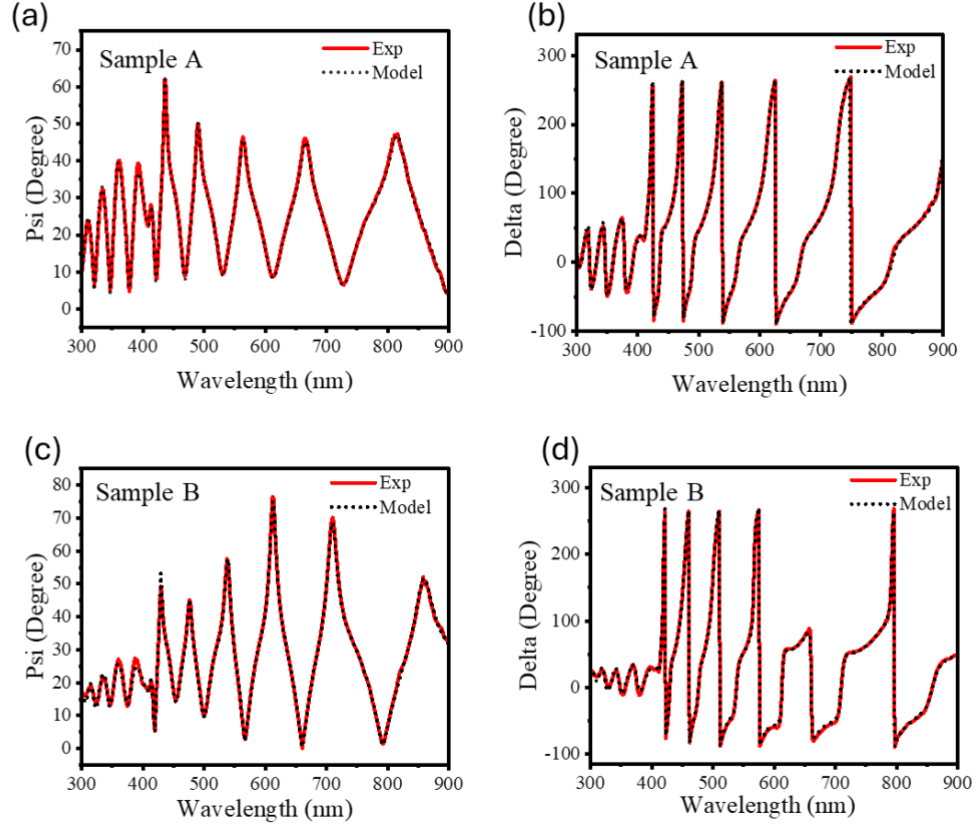 (a)
Sample A
Exp
Model
Psi (Degree)
70
60
50
40
30
20
10
0
300 400 500 600 700 800 900
Wavelength (nm)
(b)
Sample A
Exp
Model
Delta (Degree)
300
200
100
0
-100
300 400 500 600 700 800 900
Wavelength (nm)
(c)
Sample B
Exp
Model
Psi (Degree)
80
70
60
50
40
30
20
10
0
300 400 500 600 700 800 900
Wavelength (nm)
(d)
Sample B
Exp
Model
Delta (Degree)
300
200
100
0
-100
300 400 500 600 700 800 900
Wavelength (nm)